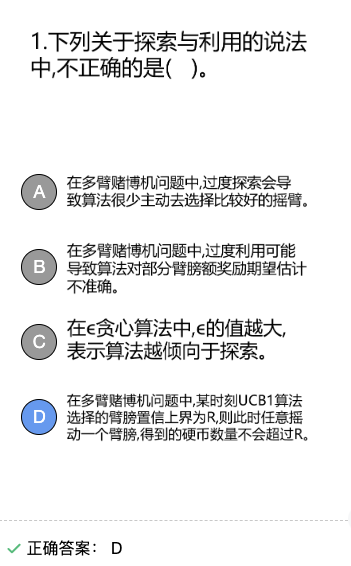 1.下列关于探索与利用的说法
中,不正确的是(   )。
A
在多臂赌博机问题中,过度探索会导
致算法很少主动去选择比较好的摇臂。
B
在多臂赌博机问题中,过度利用可能
导致算法对部分臂膀额奖励期望估计
不准确。
C
在ϵ贪心算法中,ϵ的值越大,
表示算法越倾向于探索。
D
在多臂赌博机问题中,某时刻UCB1算法
选择的臂膀置信上界为R,则此时任意摇
动一个臂膀,得到的硬币数量不会超过R。
正确答案： D